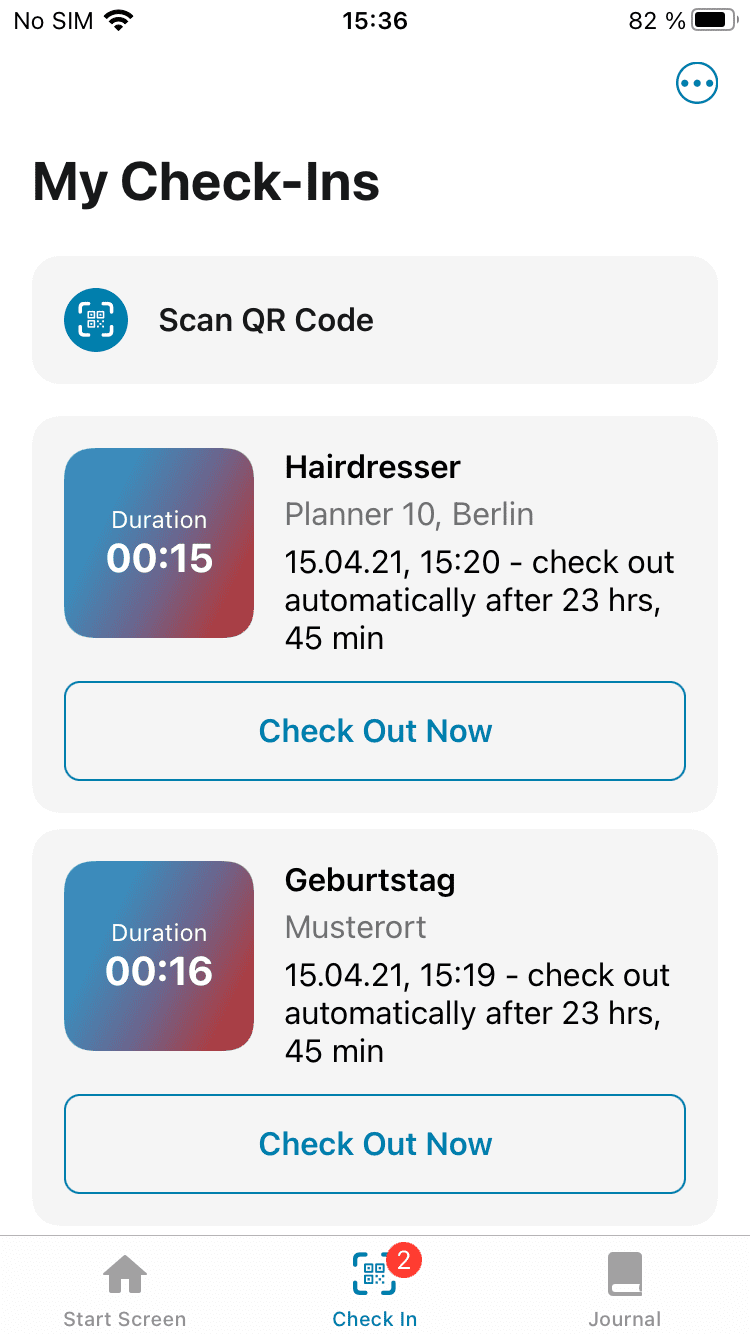 No SIM 15:36 82 %
My Check-Ins
Scan QR Code
Duration
00:15
Hairdresser
Planner 10, Berlin
15.04.21, 15:20 - check out
automatically after 23 hrs,
45 min
Check Out Now
Duration
00:16
Geburtstag
Musterort
15.04.21, 15:19 - check out
automatically after 23 hrs,
45 min
Check Out Now
2
Start Screen
Check In
Journal